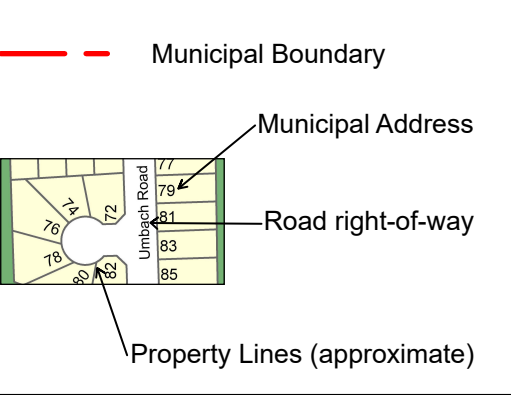 Municipal Boundary
Municipal Address
77
Umbach Road
79
74
72
81
Road right-of-way
76
83
78
82
80
85
Property Lines (approximate)